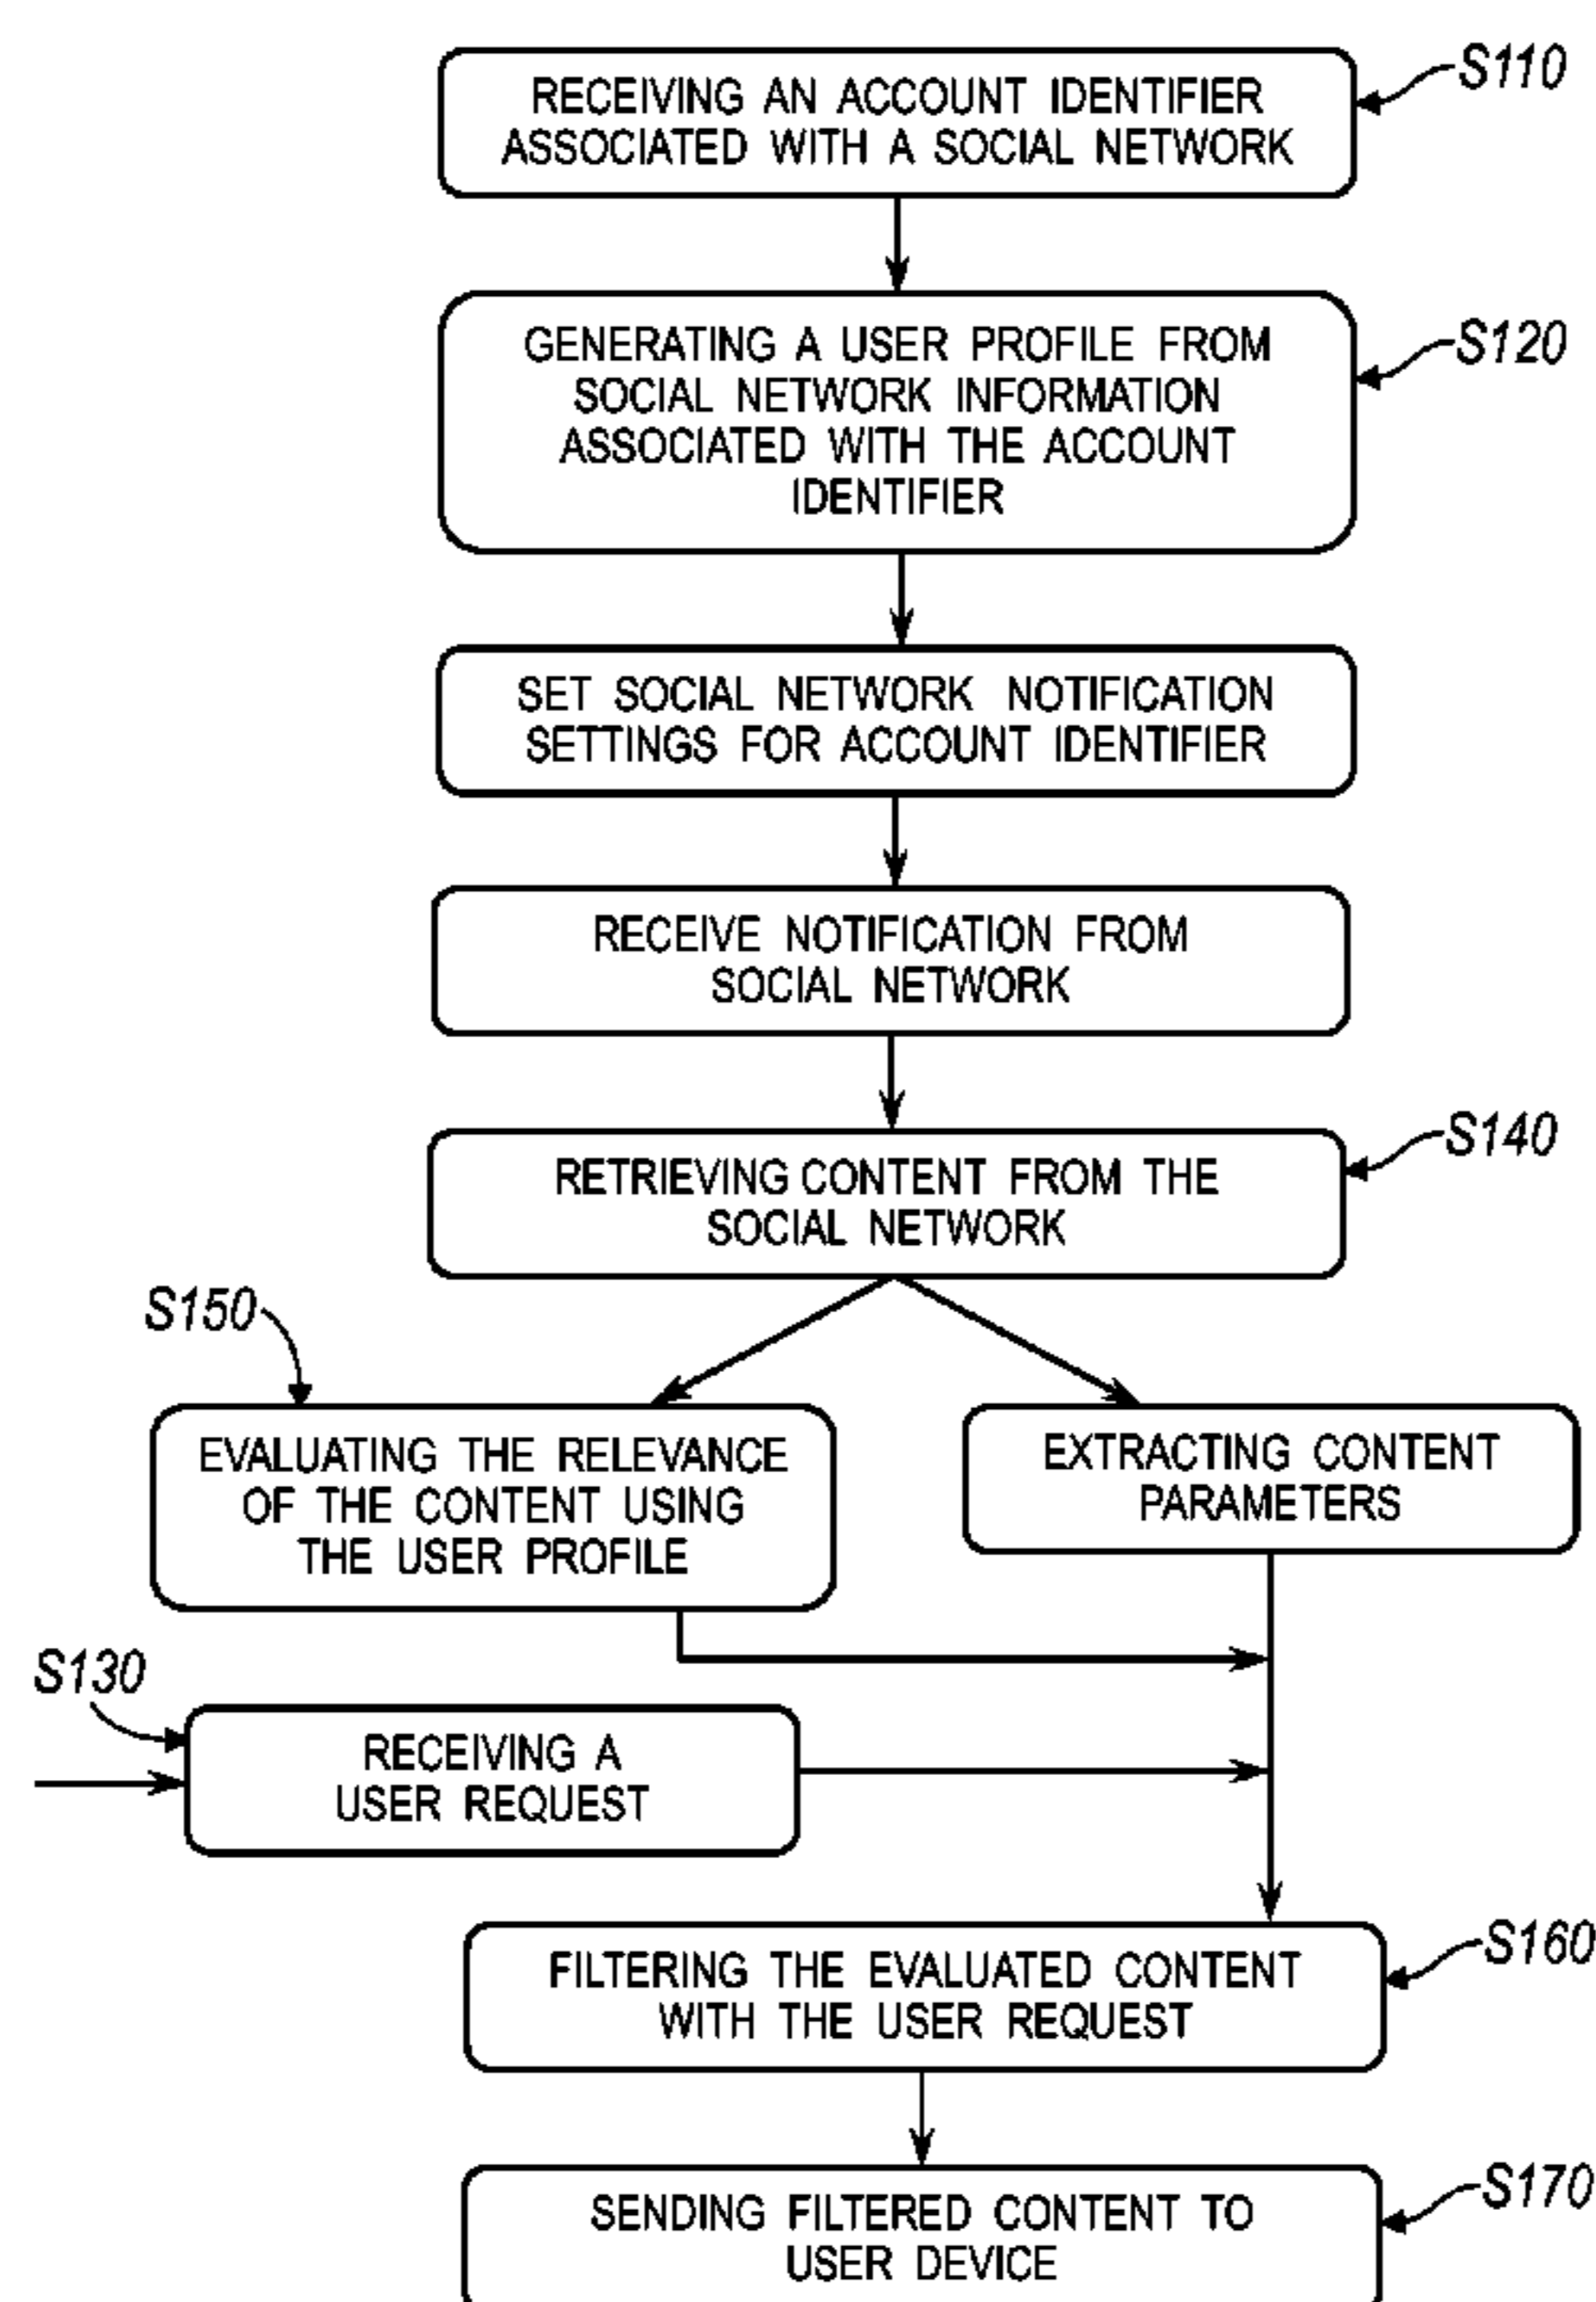 RECEIVING AN ACCOUNT IDENTIFIER
ASSOCIATED WITH A SOCIAL NETWORK
S110
GENERATING A USER PROFILE FROM
SOCIAL NETWORK INFORMATION
ASSOCIATED WITH THE ACCOUNT
IDENTIFIER
S120
SET SOCIAL NETWORK NOTIFICATION
SETTINGS FOR ACCOUNT IDENTIFIER
RECEIVE NOTIFICATION FROM
SOCIAL NETWORK
RETRIEVING CONTENT FROM THE
SOCIAL NETWORK
S140
S150
EVALUATING THE RELEVANCE
OF THE CONTENT USING
THE USER PROFILE
EXTRACTING CONTENT
PARAMETERS
S130
RECEIVING A
USER REQUEST
FILTERING THE EVALUATED CONTENT
WITH THE USER REQUEST
S160
SENDING FILTERED CONTENT TO
USER DEVICE
S170